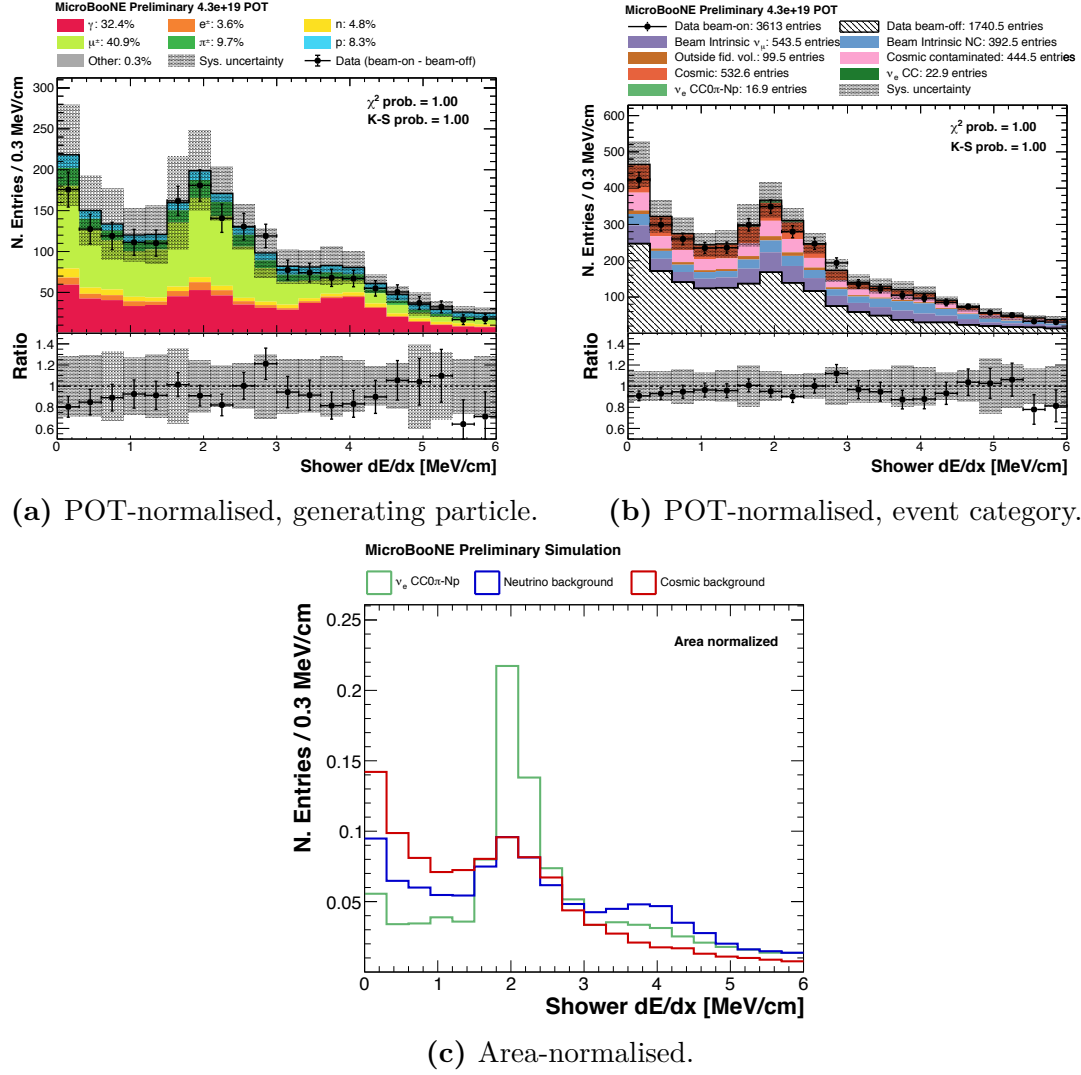 MicroBooNE Preliminary 4.3e+19 POT
γ: 32.4% e±: 3.6% n: 4.8%
μ±: 40.9% π±: 9.7% p: 8.3%
Other: 0.3% Sys. uncertainty Data (beam-on - beam-off)
χ² prob. = 1.00
K-S prob. = 1.00
N. Entries / 0.3 MeV/cm
300
250
200
150
100
50
Ratio
1.4
1.2
1
0.8
0.6
0 1 2 3 4 5 6
Shower dE/dx [MeV/cm]
(a) POT-normalised, generating particle.
MicroBooNE Preliminary 4.3e+19 POT
Data beam-on: 3613 entries Data beam-off: 1740.5 entries
Beam Intrinsic νμ: 543.5 entries Beam Intrinsic NC: 392.5 entries
Outside fid. vol.: 99.5 entries Cosmic contaminated: 444.5 entries
Cosmic: 532.6 entries νe CC: 22.9 entries
νe CC0π-Np: 16.9 entries Sys. uncertainty
χ² prob. = 1.00
K-S prob. = 1.00
N. Entries / 0.3 MeV/cm
600
500
400
300
200
100
Ratio
1.4
1.2
1
0.8
0.6
0 1 2 3 4 5 6
Shower dE/dx [MeV/cm]
(b) POT-normalised, event category.
MicroBooNE Preliminary Simulation
νe CC0π-Np Neutrino background Cosmic background
Area normalized
N. Entries / 0.3 MeV/cm
0.25
0.2
0.15
0.1
0.05
0 1 2 3 4 5 6
Shower dE/dx [MeV/cm]
(c) Area-normalised.